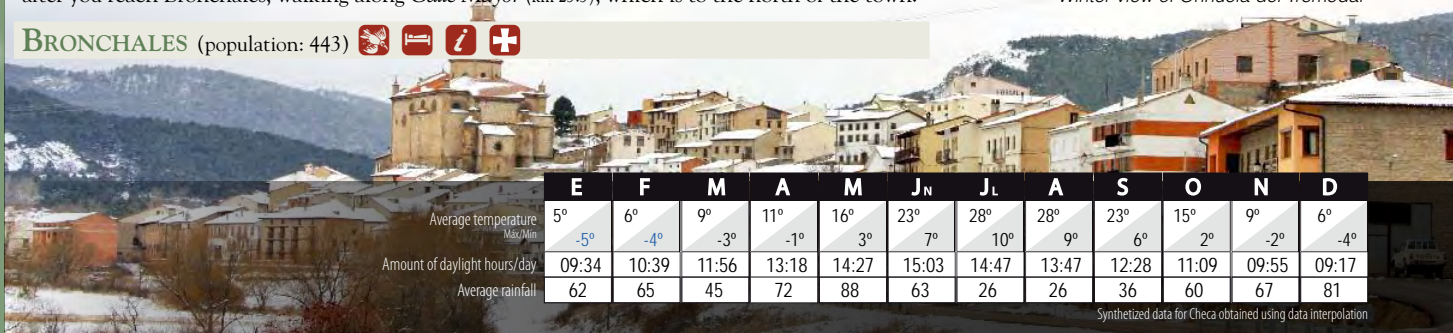 after you reach Bronchales, walking along Calle Mayor (km 25.5), which is to the north of the town.
Winter view of Orihuela del Tremedal
BRONCHALES (population: 443)
E F M A M JN JL A S O N D
Average temperature Máx/Mín 5º -5º 6º -4º 9º -3º 11º -1º 16º 3º 23º 7º 28º 10º 28º 9º 23º 6º 15º 2º 9º -2º 6º -4º
Amount of daylight hours/day 09:34 10:39 11:56 13:18 14:27 15:03 14:47 13:47 12:28 11:09 09:55 09:17
Average rainfall 62 65 45 72 88 63 26 26 36 60 67 81
Synthetized data for Checa obtained using data interpolation